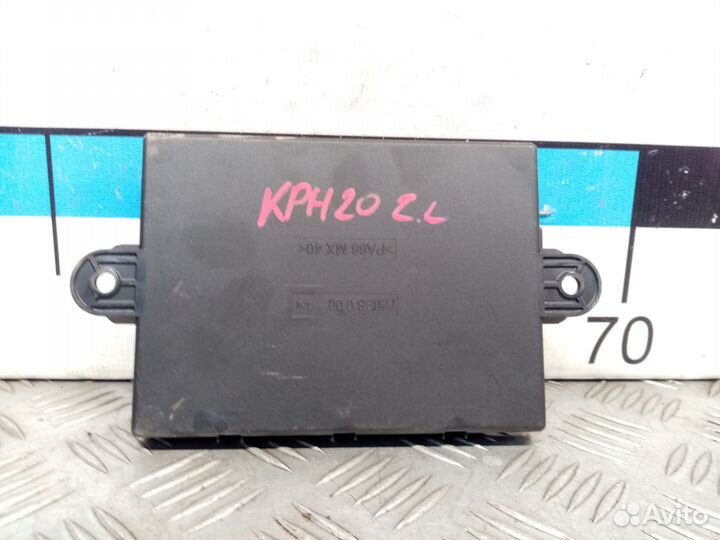 KPH20 2.L
>PA66 MX 40<
70
Avito